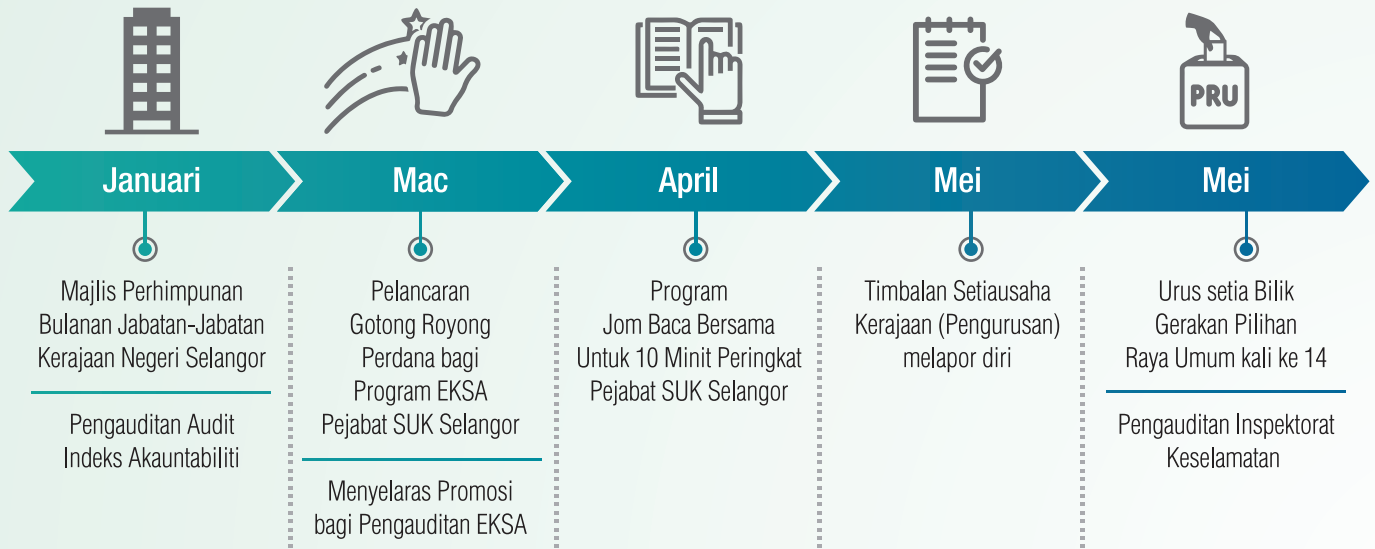 PRU
Januari
Mac
April
Mei
Mei
Majlis Perhimpunan
Bulanan Jabatan-Jabatan
Kerajaan Negeri Selangor
Pengauditan Audit
Indeks Akauntabiliti
Pelancaran
Gotong Royong
Perdana bagi
Program EKSA
Pejabat SUK Selangor
Menyelaras Promosi
bagi Pengauditan EKSA
Program
Jom Baca Bersama
Untuk 10 Minit Peringkat
Pejabat SUK Selangor
Timbalan Setiausaha
Kerajaan (Pengurusan)
melapor diri
Urus setia Bilik
Gerakan Pilihan
Raya Umum kali ke 14
Pengauditan Inspektorat
Keselamatan